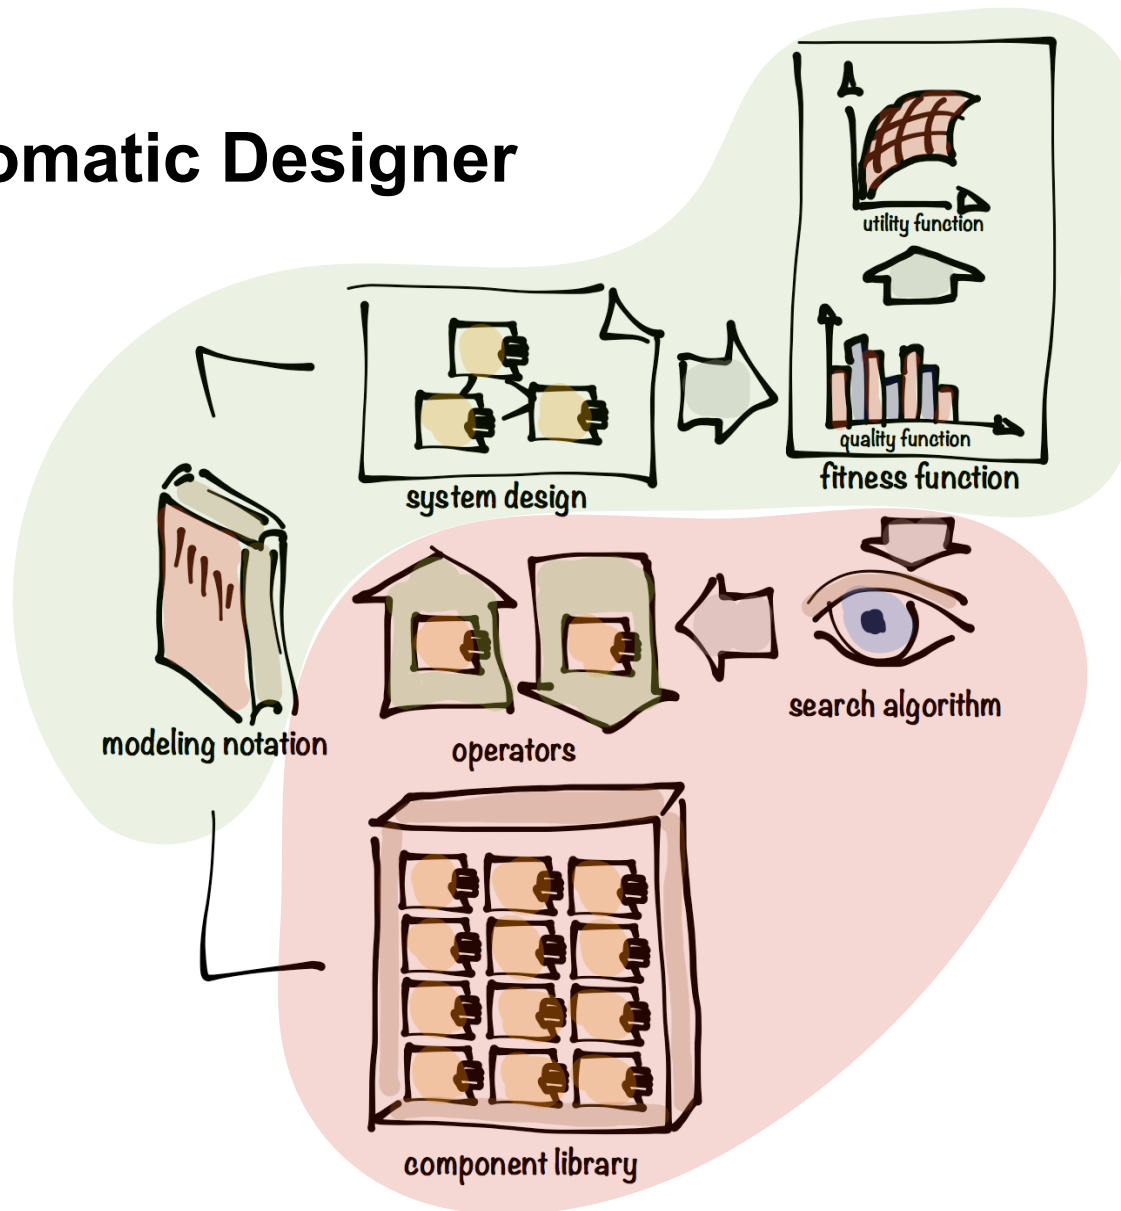 omatic Designer
utility function
quality function
fitness function
system design
search algorithm
modeling notation
operators
component library